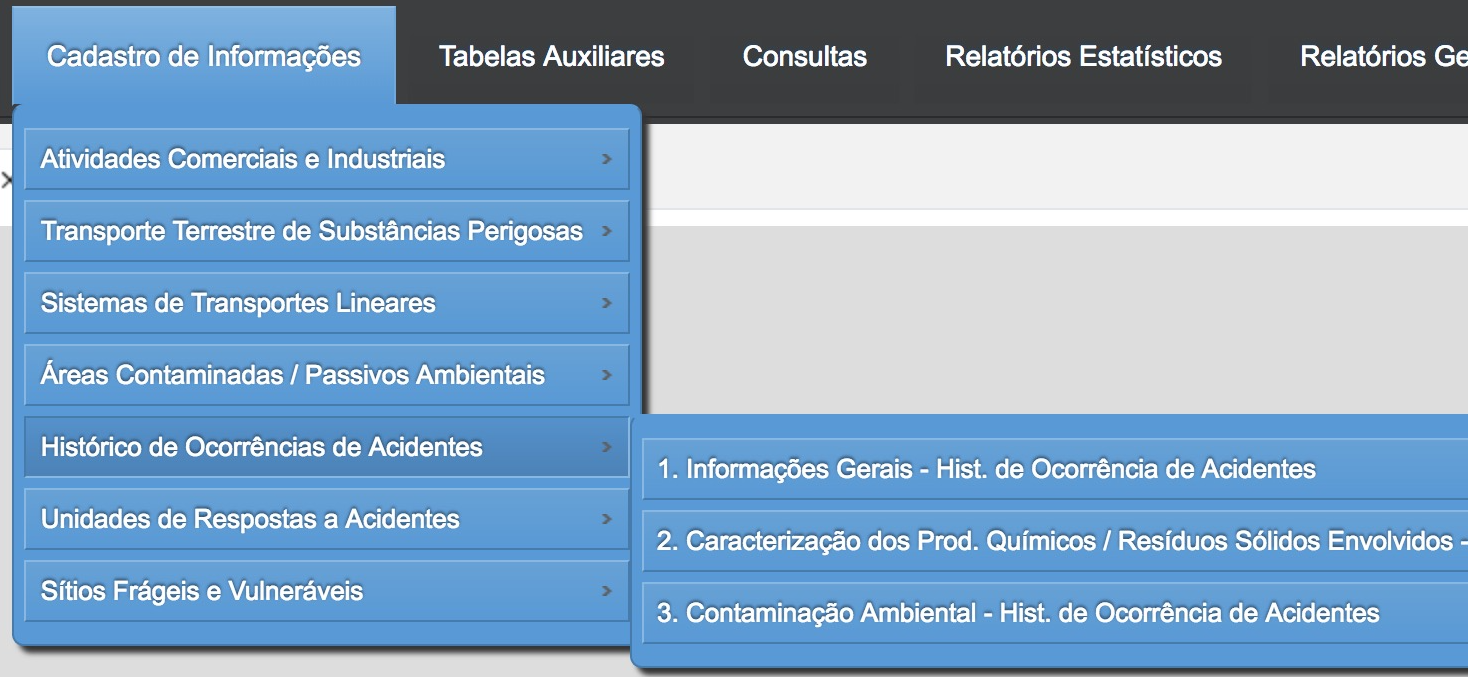 Cadastro de Informações
Tabelas Auxiliares
Consultas
Relatórios Estatísticos
Relatórios Ge
Atividades Comerciais e Industriais
Transporte Terrestre de Substâncias Perigosas
Sistemas de Transportes Lineares
Áreas Contaminadas / Passivos Ambientais
Histórico de Ocorrências de Acidentes
1. Informações Gerais - Hist. de Ocorrência de Acidentes
2. Caracterização dos Prod. Químicos / Resíduos Sólidos Envolvidos -
3. Contaminação Ambiental - Hist. de Ocorrência de Acidentes
Unidades de Respostas a Acidentes
Sítios Frágeis e Vulneráveis